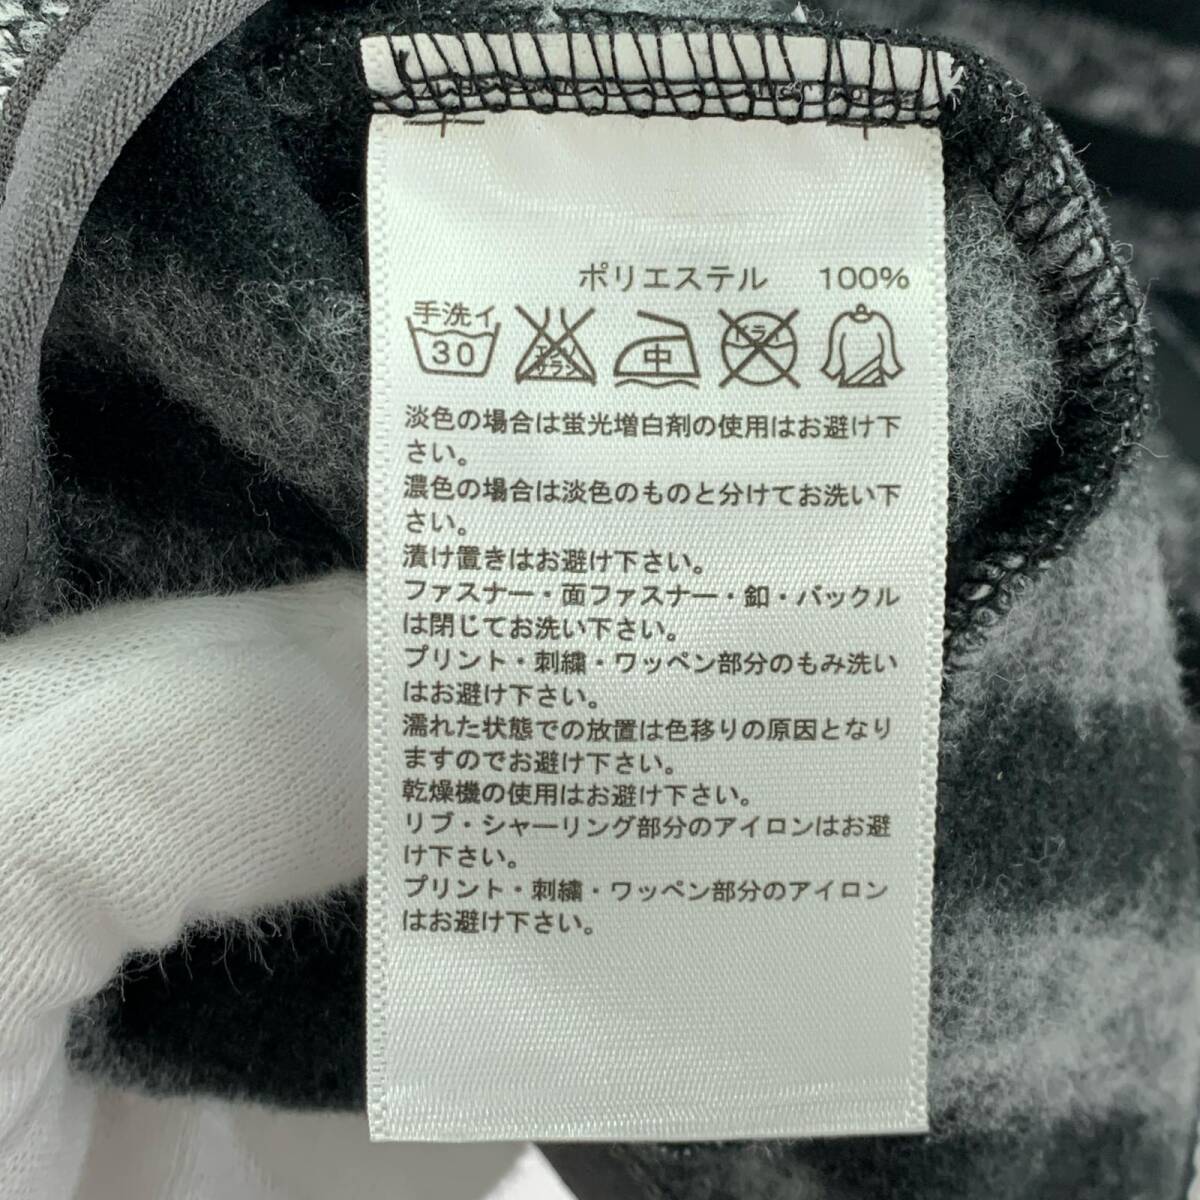 ポリエステル 100%
手洗イ 30 エンソサラシ 中 ドライ
淡色の場合は蛍光増白剤の使用はお避け下
さい。
濃色の場合は淡色のものと分けてお洗い下
さい。
漬け置きはお避け下さい。
ファスナー・面ファスナー・釦・バックル
は閉じてお洗い下さい。
プリント・刺繍・ワッペン部分のもみ洗い
はお避け下さい。
濡れた状態での放置は色移りの原因となり
ますのでお避け下さい。
乾燥機の使用はお避け下さい。
リブ・シャーリング部分のアイロンはお避
け下さい。
プリント・刺繍・ワッペン部分のアイロン
はお避け下さい。